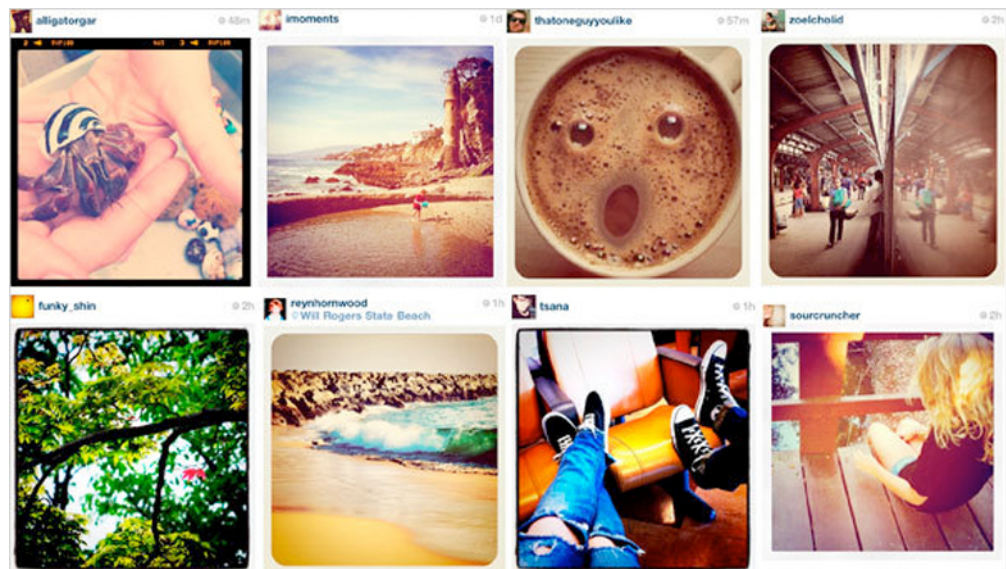 alligatorgar 48m
imoments 1d
thatoneguyyoulike 57m
zoelcholid 2h
funky_shin 2h
reynhornwood 1h
Will Rogers State Beach
tsana 1h
sourcruncher 2h